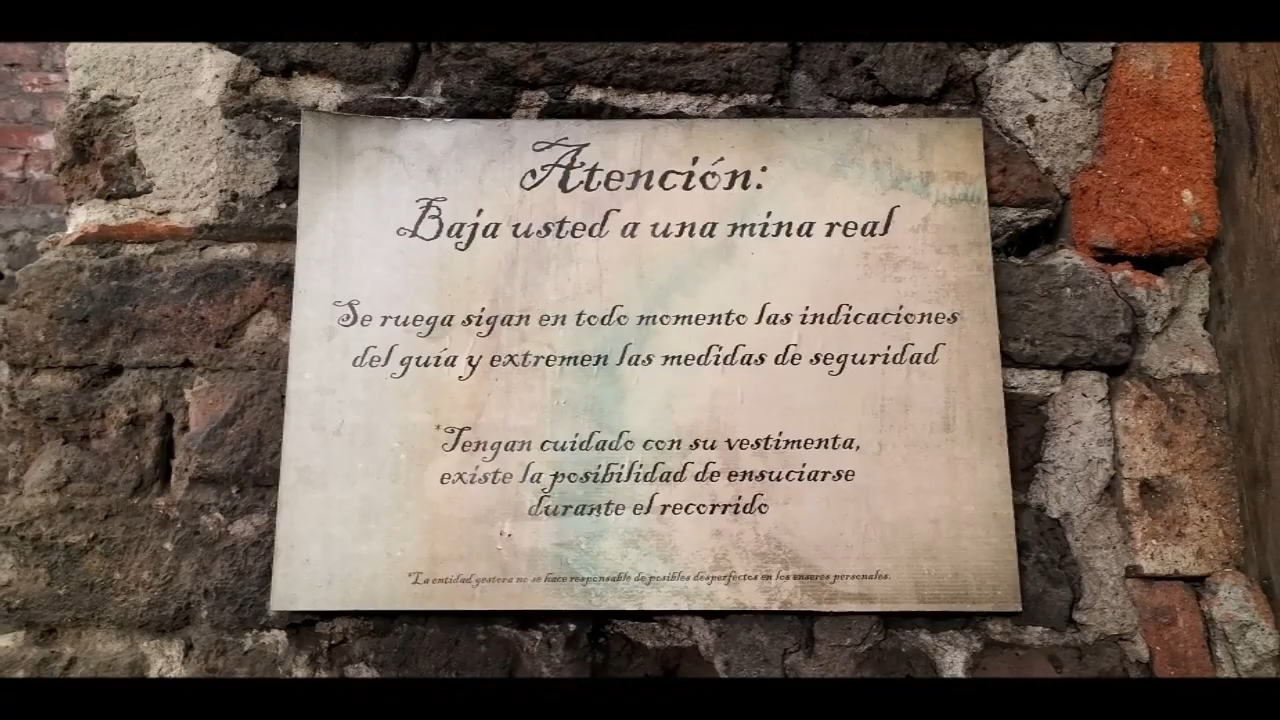 Atención:
Baja usted a una mina real
Se ruega sigan en todo momento las indicaciones
del guía y extremen las medidas de seguridad
*Tengan cuidado con su vestimenta,
existe la posibilidad de ensuciarse
durante el recorrido
*La entidad gestora no se hace responsable de posibles desperfectos en los enseres personales.